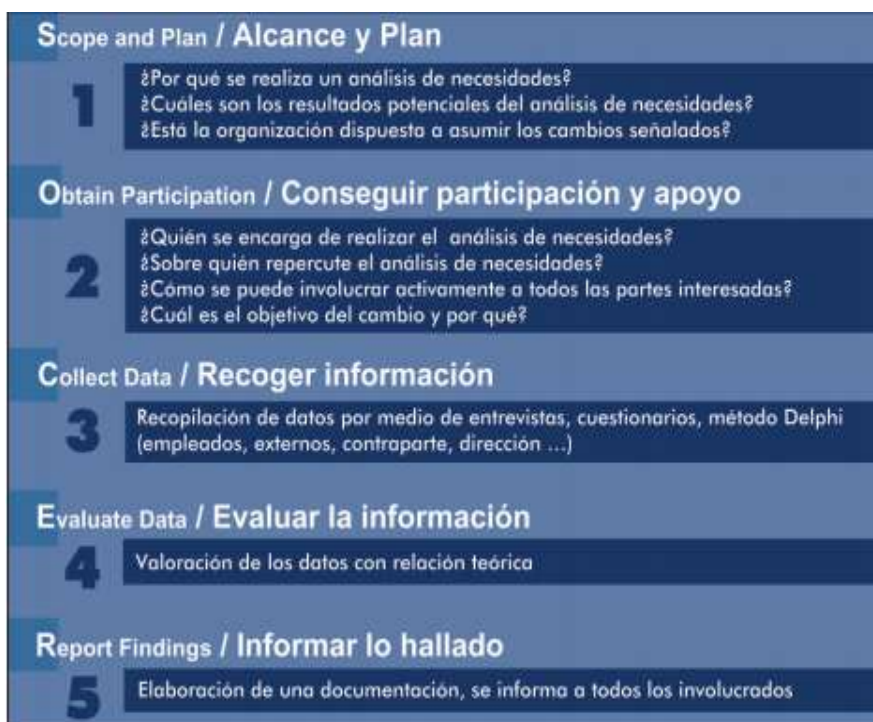 Scope and Plan / Alcance y Plan
1
¿Por qué se realiza un análisis de necesidades?
¿Cuáles son los resultados potenciales del análisis de necesidades?
¿Está la organización dispuesta a asumir los cambios señalados?
Obtain Participation / Conseguir participación y apoyo
2
¿Quién se encarga de realizar el análisis de necesidades?
¿Sobre quién repercute el análisis de necesidades?
¿Cómo se puede involucrar activamente a todos las partes interesadas?
¿Cuál es el objetivo del cambio y por qué?
Collect Data / Recoger información
3
Recopilación de datos por medio de entrevistas, cuestionarios, método Delphi
(empleados, externos, contraparte, dirección ...)
Evaluate Data / Evaluar la información
4
Valoración de los datos con relación teórica
Report Findings / Informar lo hallado
5
Elaboración de una documentación, se informa a todos los involucrados